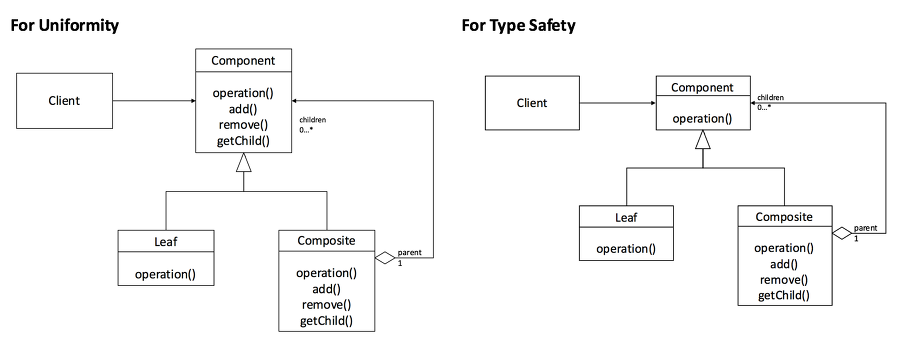 For Uniformity
Client
Component
operation()
add()
remove()
getChild()
children
0...*
Leaf
operation()
Composite
operation()
add()
remove()
getChild()
parent
1
For Type Safety
Client
Component
operation()
children
0...*
Leaf
operation()
Composite
operation()
add()
remove()
getChild()
parent
1